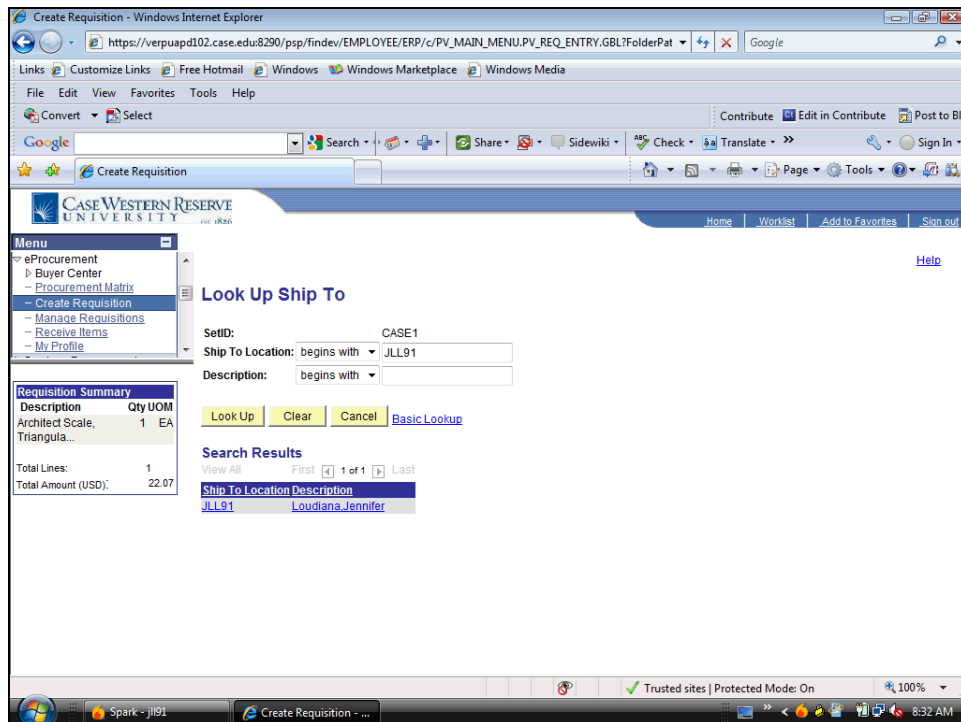 Create Requisition - Windows Internet Explorer
https://verpuapd102.case.edu:8290/psp/findev/EMPLOYEE/ERP/c/PV_MAIN_MENU.PV_REQ_ENTRY.GBL?FolderPat
Google
Links Customize Links Free Hotmail Windows Windows Marketplace Windows Media
File Edit View Favorites Tools Help
Convert Select
Contribute Edit in Contribute Post to Bl
Google Search Share Sidewiki Check Translate Sign In
Create Requisition
Page Tools
CASE WESTERN RESERVE
UNIVERSITY EST. 1826
Home Worklist Add to Favorites Sign out
Menu
eProcurement
Buyer Center
– Procurement Matrix
– Create Requisition
– Manage Requisitions
– Receive Items
– My Profile
Help
Look Up Ship To
SetID: CASE1
Ship To Location: begins with JLL91
Description: begins with
Look Up Clear Cancel Basic Lookup
Requisition Summary
Description Qty UOM
Architect Scale, 1 EA
Triangula...
Total Lines: 1
Total Amount (USD): 22.07
Search Results
View All First 1 of 1 Last
Ship To Location Description
JLL91 Loudiana,Jennifer
Trusted sites | Protected Mode: On 100%
Spark - jll91 Create Requisition - ... 8:32 AM